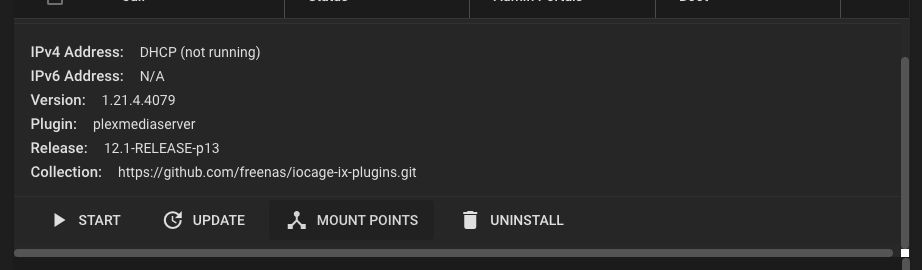 IPv4 Address: DHCP (not running)
IPv6 Address: N/A
Version: 1.21.4.4079
Plugin: plexmediaserver
Release: 12.1-RELEASE-p13
Collection: https://github.com/freenas/iocage-ix-plugins.git
START UPDATE MOUNT POINTS UNINSTALL